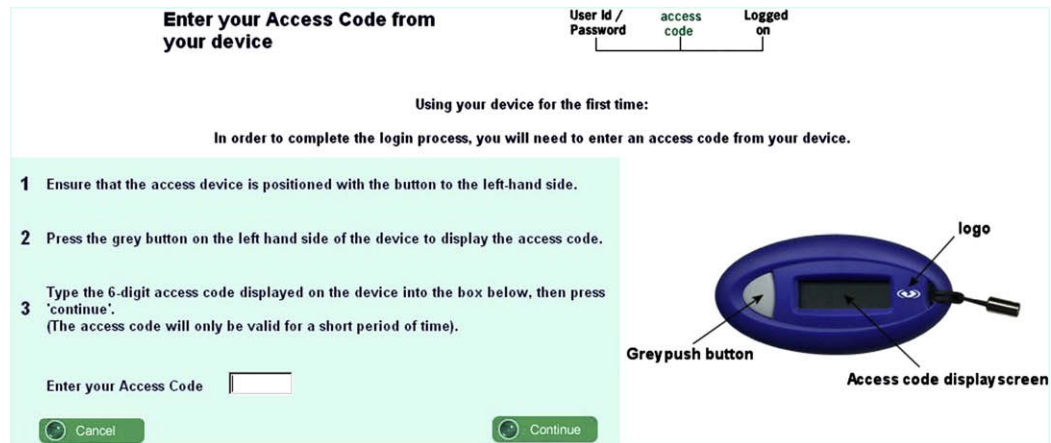 Enter your Access Code from
your device
User Id /
Password
access
code
Logged
on
Using your device for the first time:
In order to complete the login process, you will need to enter an access code from your device.
1 Ensure that the access device is positioned with the button to the left-hand side.
2 Press the grey button on the left hand side of the device to display the access code.
3 Type the 6-digit access code displayed on the device into the box below, then press
'continue'.
(The access code will only be valid for a short period of time).
logo
Grey push button
Access code display screen
Enter your Access Code
Cancel
Continue